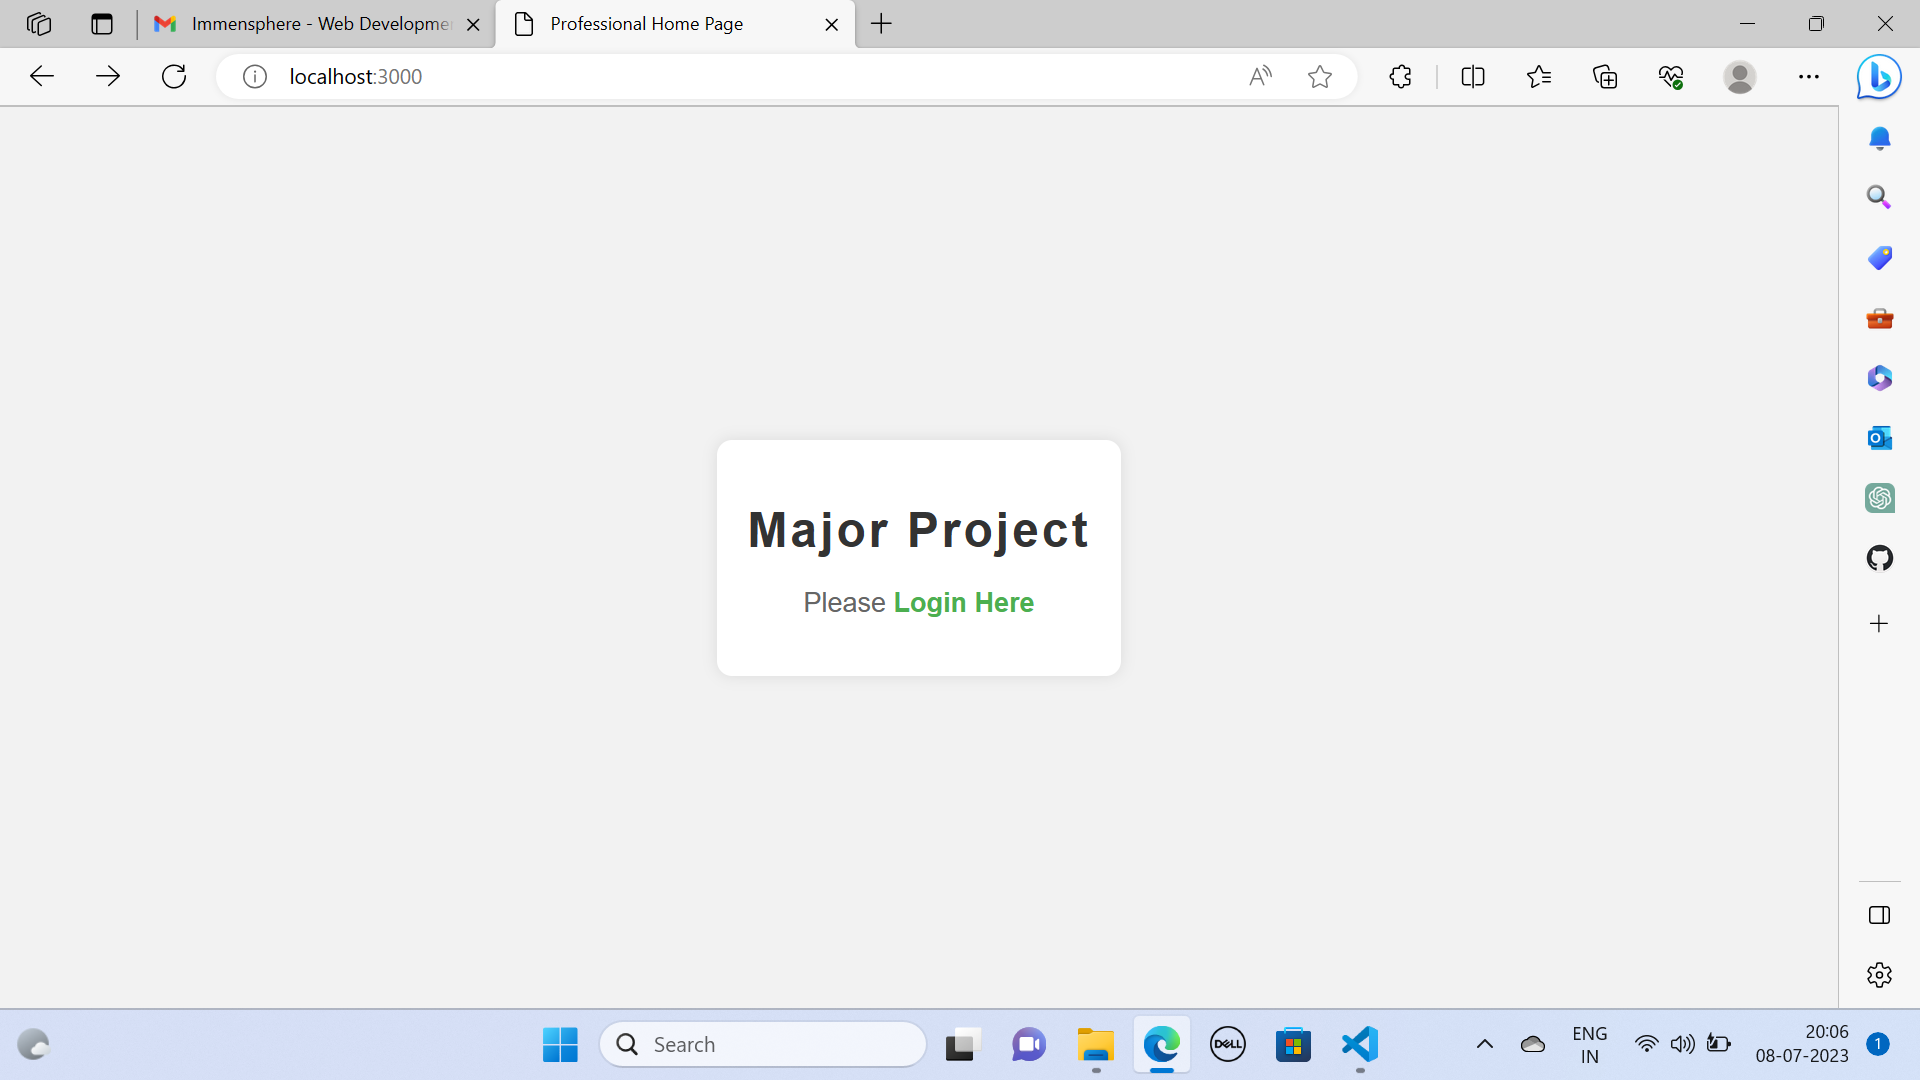 Immensphere - Web Developme
Professional Home Page
localhost:3000
Major Project
Please Login Here
Search
DELL
ENG
IN
20:06
08-07-2023
1